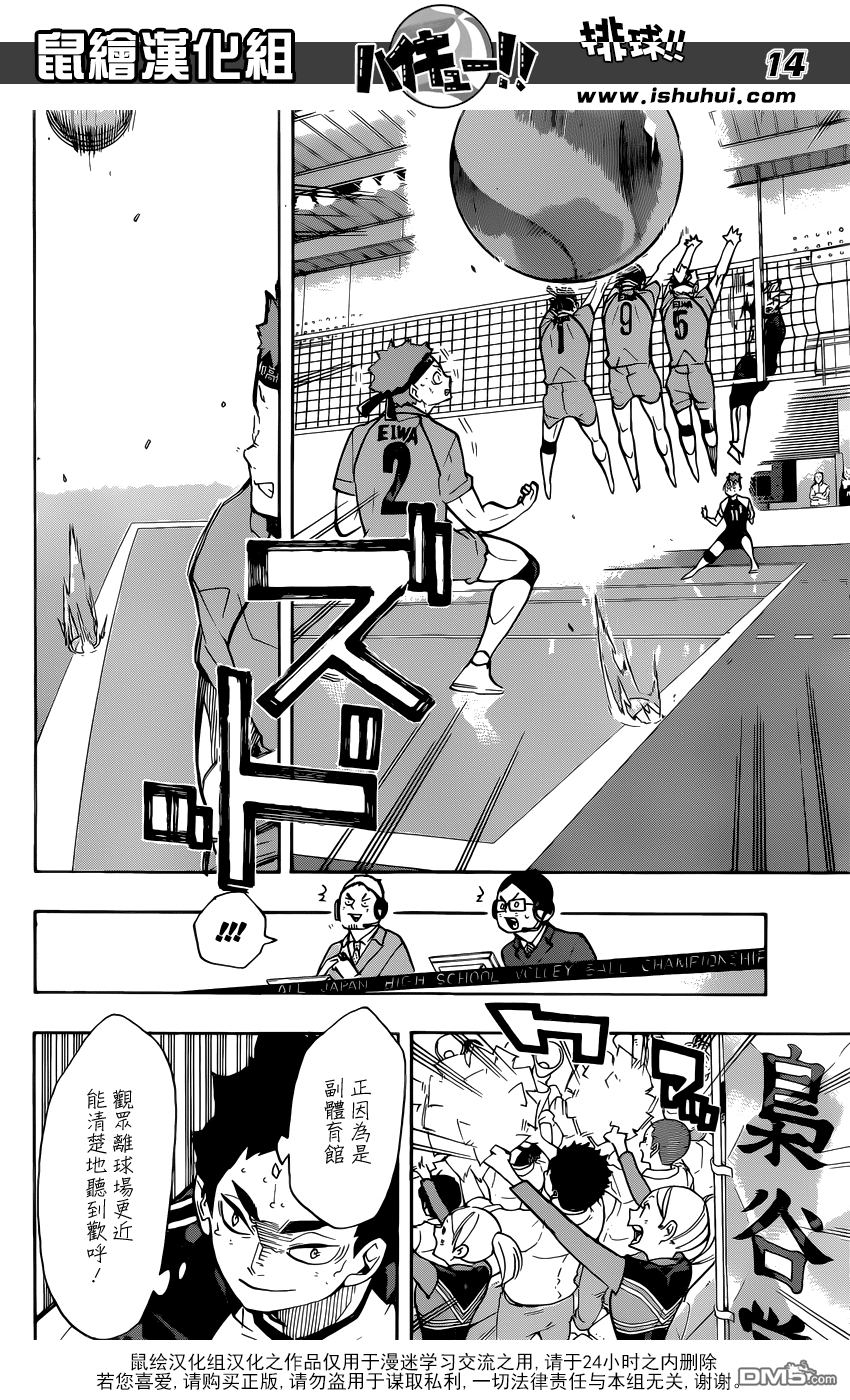 鼠繪漢化組
ハイキュー!!
排球!!
14
www.ishuhui.com
1
9
EIWA
5
EIWA
2
11
ズドッ
!!!
ALL JAPAN HIGH SCHOOL VOLLEY BALL CHAMPIONSHIP
正因為是
副體育館
觀眾離球場更近
能清楚地聽到歡呼！
ワァッ
梟谷学
鼠绘汉化组汉化之作品仅用于漫迷学习交流之用, 请于24小时之内删除
若您喜爱, 请购买正版, 请勿盗用于谋取私利, 一切法律责任与本组无关, 谢谢。
DM5.com